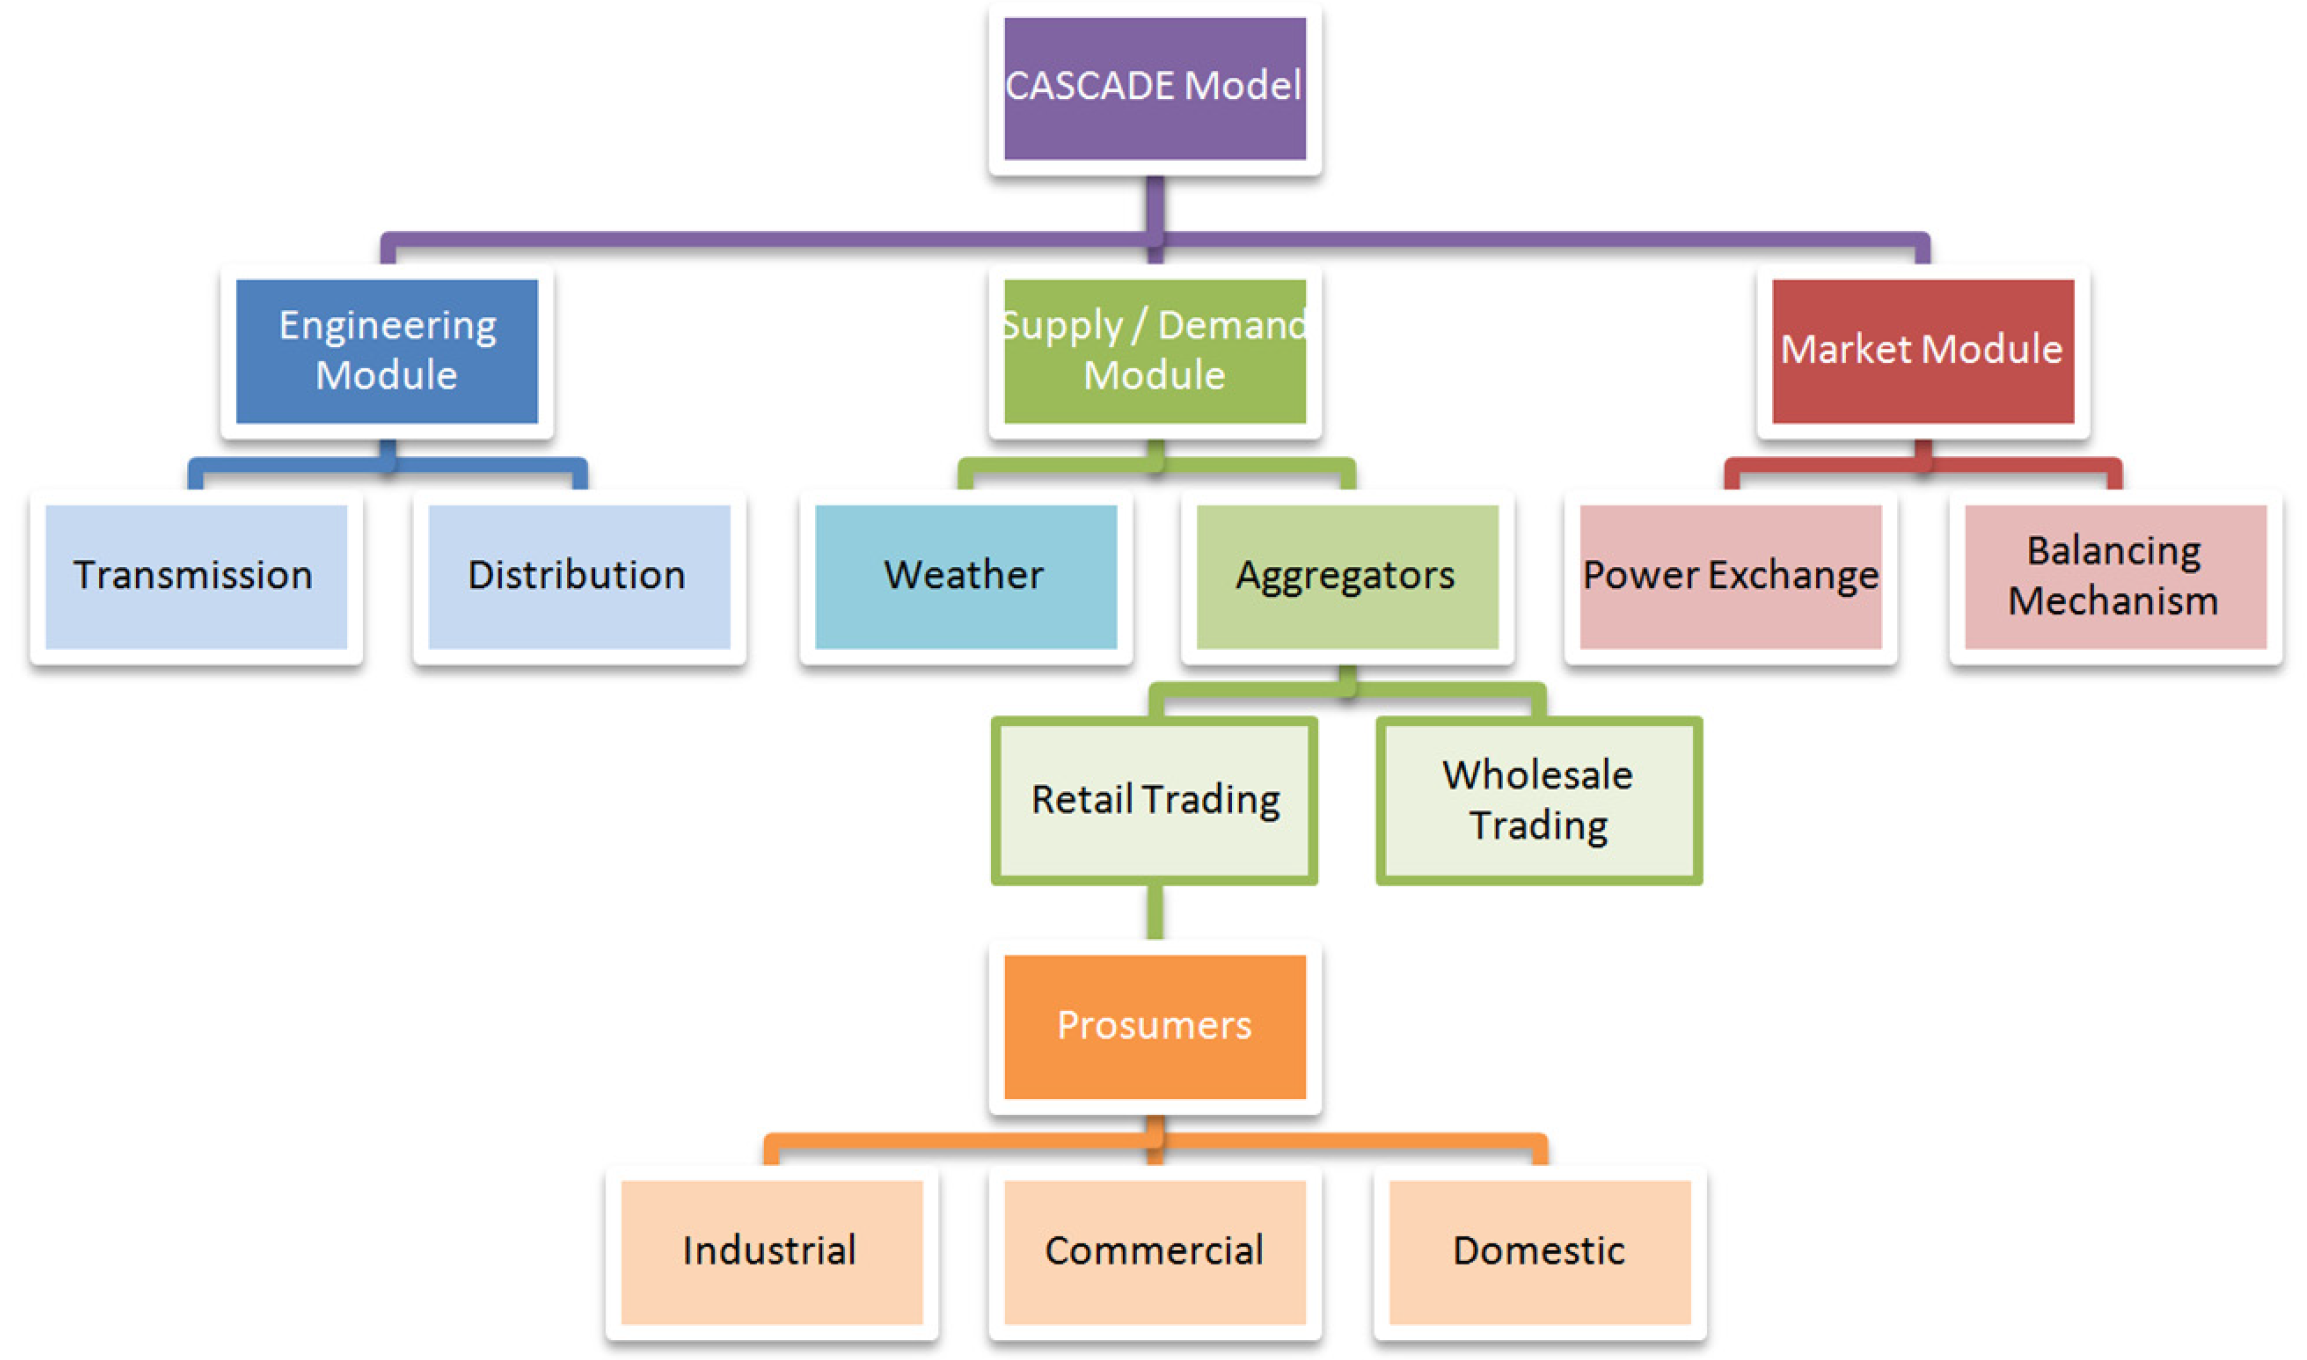 CASCADE Model
Engineering
Module
Supply / Demand
Module
Market Module
Transmission
Distribution
Weather
Aggregators
Power Exchange
Balancing
Mechanism
Retail Trading
Wholesale
Trading
Prosumers
Industrial
Commercial
Domestic